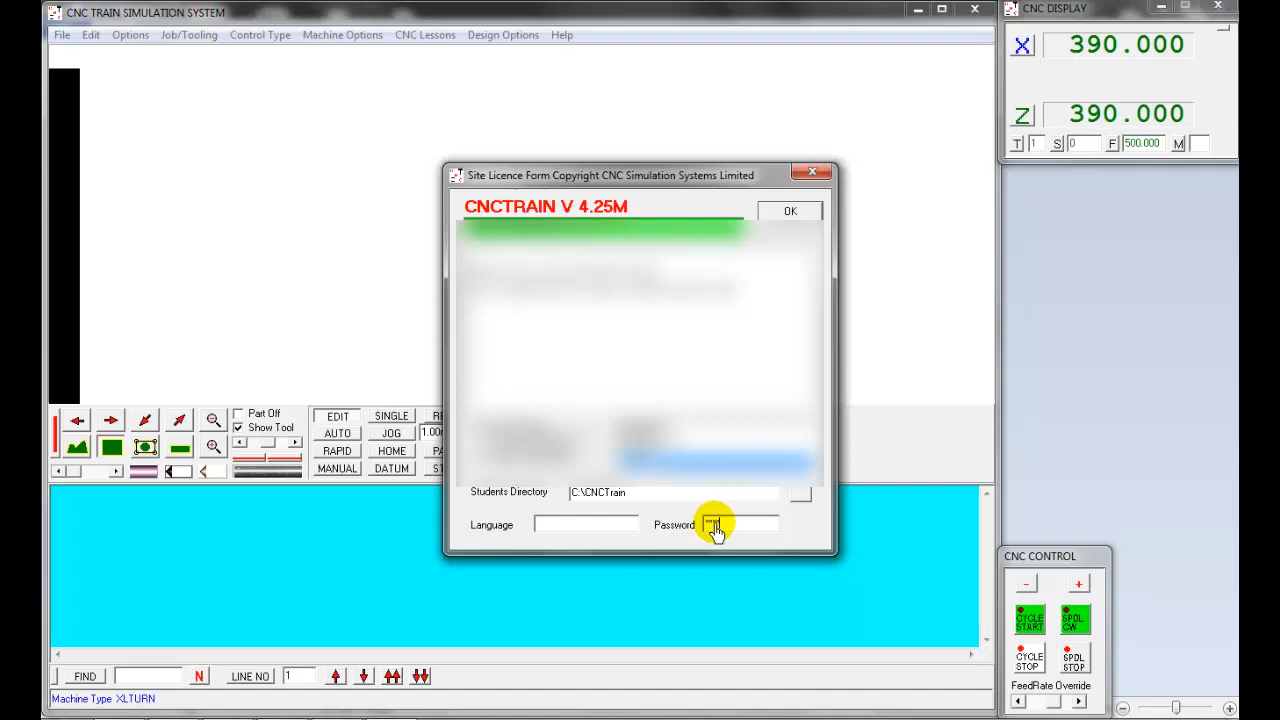 CNC TRAIN SIMULATION SYSTEM
File Edit Options Job/Tooling Control Type Machine Options CNC Lessons Design Options Help
CNC DISPLAY
X 390.000
Z 390.000
T 1 S 0 F 500.000 M
Site Licence Form Copyright CNC Simulation Systems Limited
CNCTRAIN V 4.25M
OK
Students Directory C:\CNCTrain
Language Password
Part Off
Show Tool
EDIT SINGLE
AUTO JOG 1.00
RAPID HOME
MANUAL DATUM
FIND N LINE NO 1
Machine Type XLTURN
CNC CONTROL
- +
CYCLE START SPDL CW
CYCLE STOP SPDL STOP
FeedRate Override